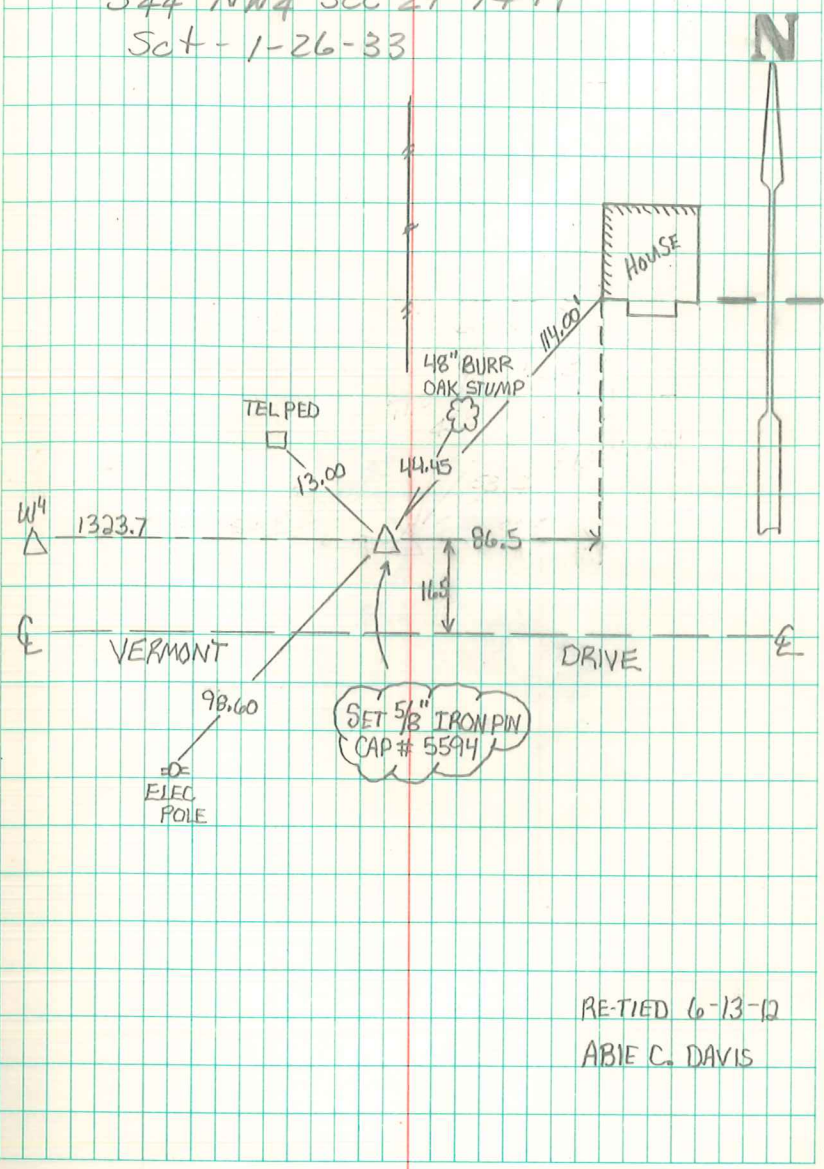 Sct - 1-26-33
N
HOUSE
114.00'
48" BURR
OAK STUMP
TEL PED
44.45
13.00
W4
1323.7
86.5
165
℄
℄
VERMONT
DRIVE
98.60
SET 5/8" IRON PIN
CAP # 5594
ELEC
POLE
RE-TIED 6-13-12
ABIE C. DAVIS